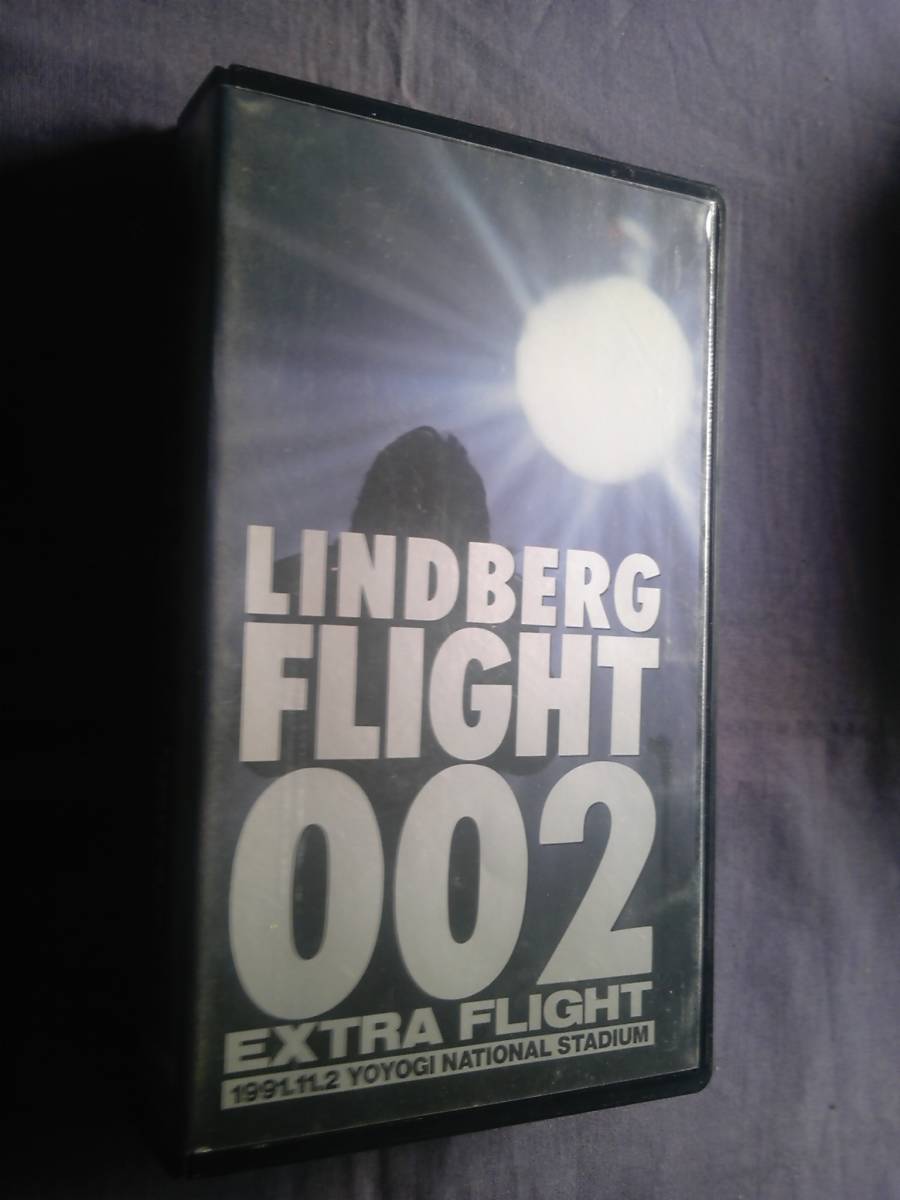 LINDBERG
FLIGHT
002
EXTRA FLIGHT
1991.11.2 YOYOGI NATIONAL STADIUM